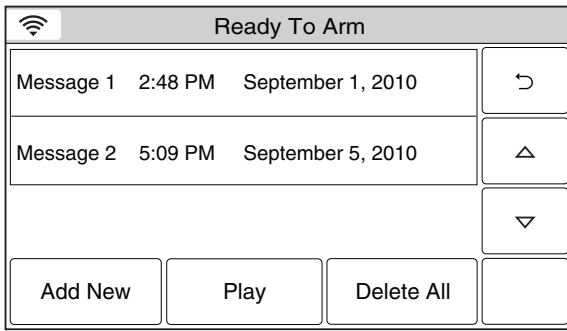 Ready To Arm
Message 1 2:48 PM September 1, 2010
Message 2 5:09 PM September 5, 2010
Add New Play Delete All